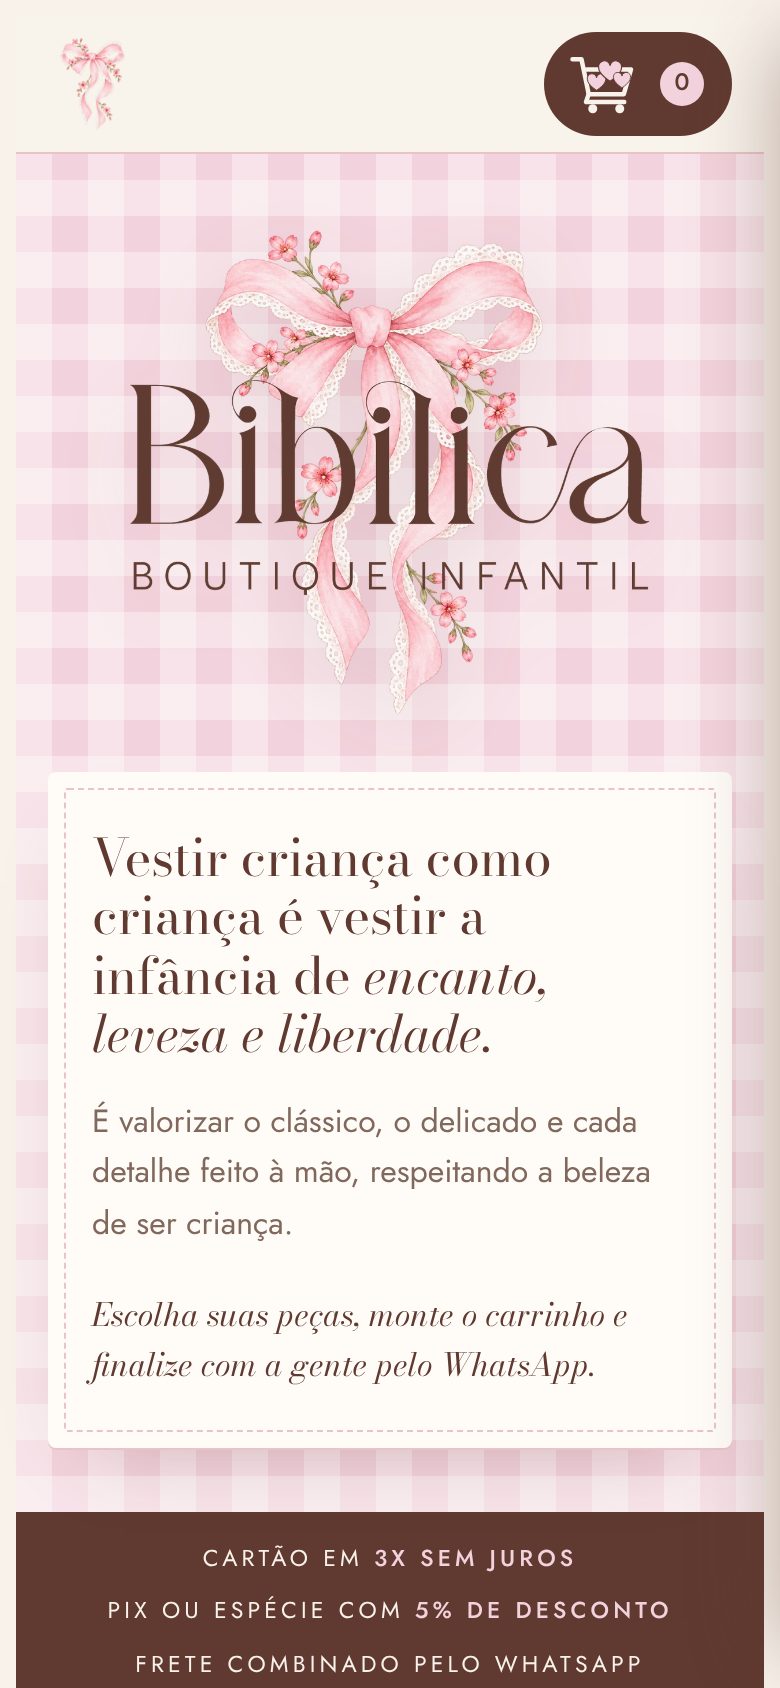 0
Bibilica
BOUTIQUE INFANTIL
Vestir criança como
criança é vestir a
infância de encanto,
leveza e liberdade.
É valorizar o clássico, o delicado e cada
detalhe feito à mão, respeitando a beleza
de ser criança.
Escolha suas peças, monte o carrinho e
finalize com a gente pelo WhatsApp.
CARTÃO EM 3X SEM JUROS
PIX OU ESPÉCIE COM 5% DE DESCONTO
FRETE COMBINADO PELO WHATSAPP